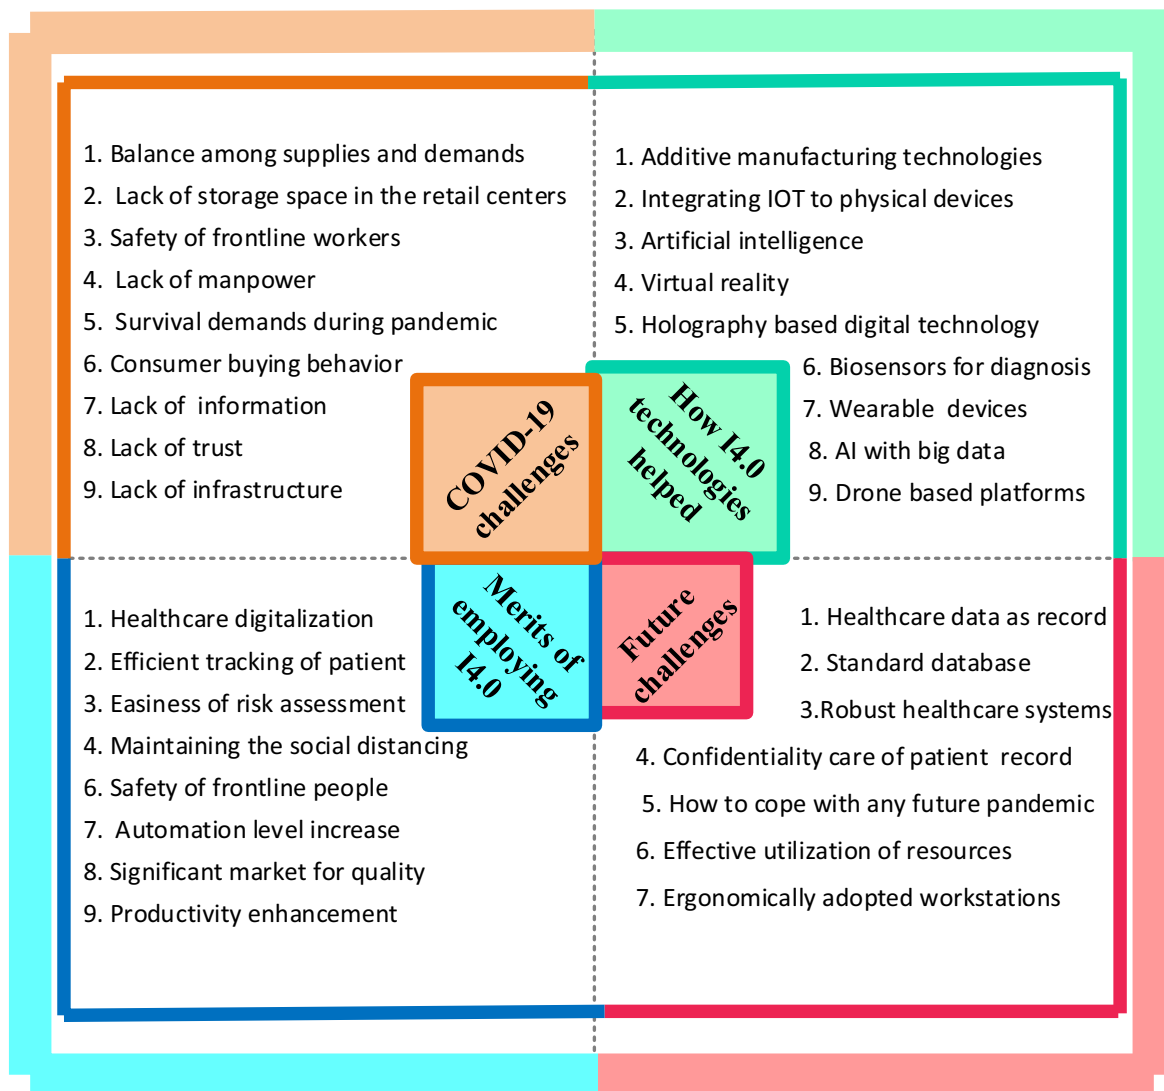 1. Balance among supplies and demands
2. Lack of storage space in the retail centers
3. Safety of frontline workers
4. Lack of manpower
5. Survival demands during pandemic
6. Consumer buying behavior
7. Lack of information
8. Lack of trust
9. Lack of infrastructure
COVID-19
challenges
1. Additive manufacturing technologies
2. Integrating IOT to physical devices
3. Artificial intelligence
4. Virtual reality
5. Holography based digital technology
6. Biosensors for diagnosis
7. Wearable devices
8. AI with big data
9. Drone based platforms
How I4.0
technologies
helped
1. Healthcare digitalization
2. Efficient tracking of patient
3. Easiness of risk assessment
4. Maintaining the social distancing
6. Safety of frontline people
7. Automation level increase
8. Significant market for quality
9. Productivity enhancement
Merits of
employing
I4.0
Future
challenges
1. Healthcare data as record
2. Standard database
3.Robust healthcare systems
4. Confidentiality care of patient record
5. How to cope with any future pandemic
6. Effective utilization of resources
7. Ergonomically adopted workstations